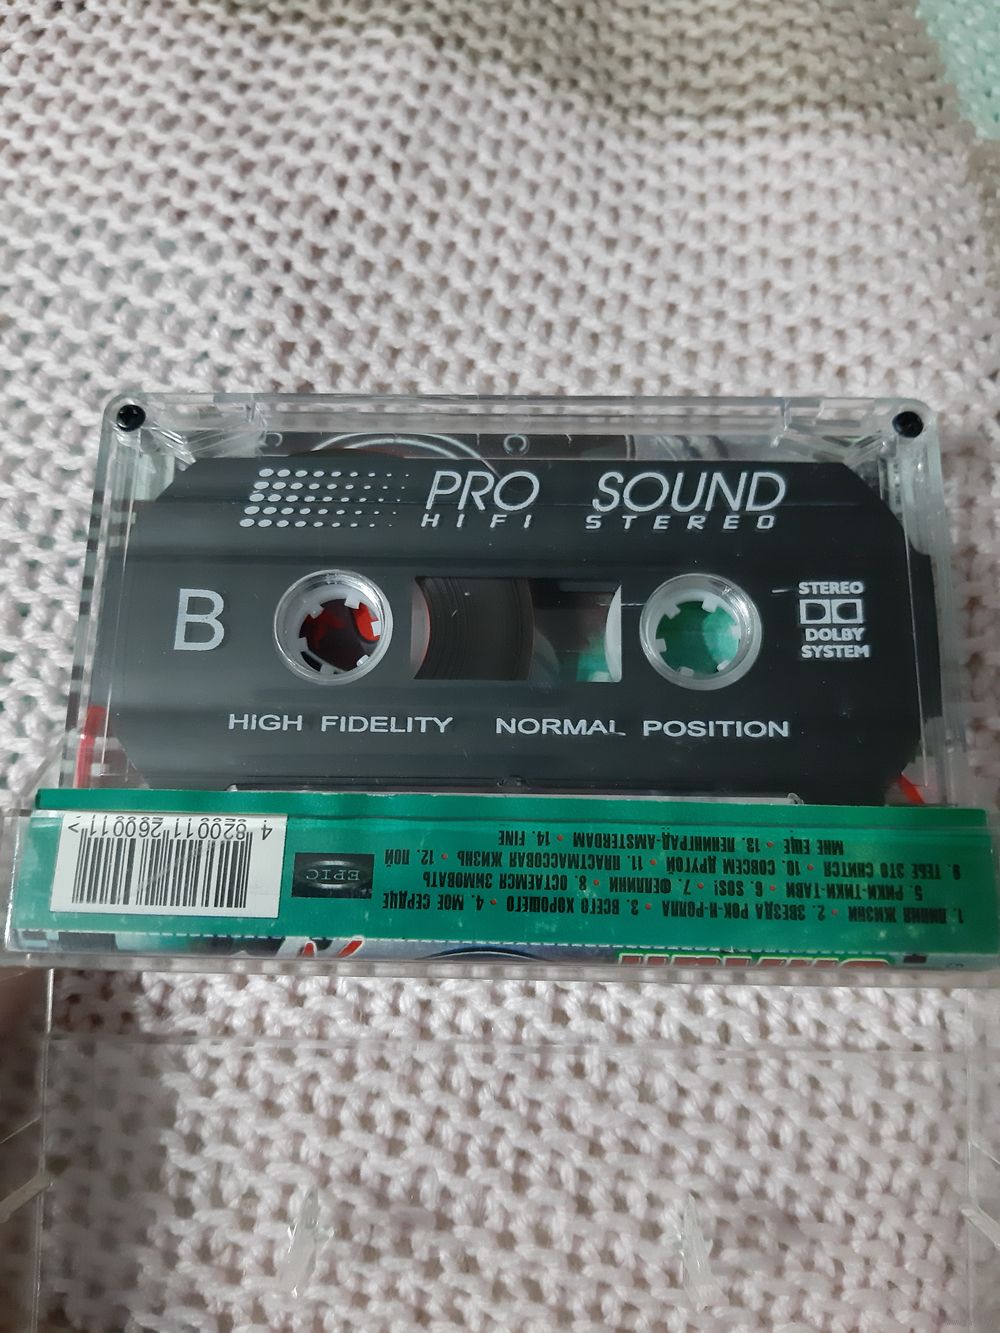 PRO SOUND
HIFI STEREO
B
STEREO
DOLBY
SYSTEM
HIGH FIDELITY NORMAL POSITION
1. ЛИНИЯ ЖИЗНИ • 2. ЗВЕЗДА РОК-Н-РОЛЛА • 3. ВСЕГО ХОРОШЕГО • 4. МОЕ СЕРДЦЕ
5. РИКИ-ТИКИ-ТАВИ • 6. SOS! • 7. ФЕЛЛИНИ • 8. ОСТАЕМСЯ ЗИМОВАТЬ
9. ТЕБЕ ЭТО СНИТСЯ • 10. СОВСЕМ ДРУГОЙ • 11. ПЛАСТМАССОВАЯ ЖИЗНЬ • 12. ПОЙ
МНЕ ЕЩЕ • 13. ЛЕНИНГРАД-AMSTERDAM • 14. FINE
EPIC
4 820011 260011 >